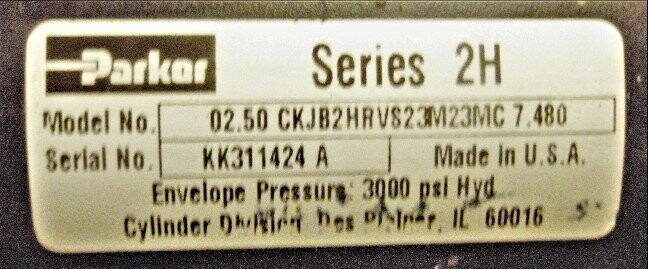 Parker Series 2H
Model No. 02.50 CKJB2HRVS23M23MC 7.480
Serial No. KK311424 A Made in U.S.A.
Envelope Pressure: 3000 psi Hyd
Cylinder Division Des Plaines, IL 60016